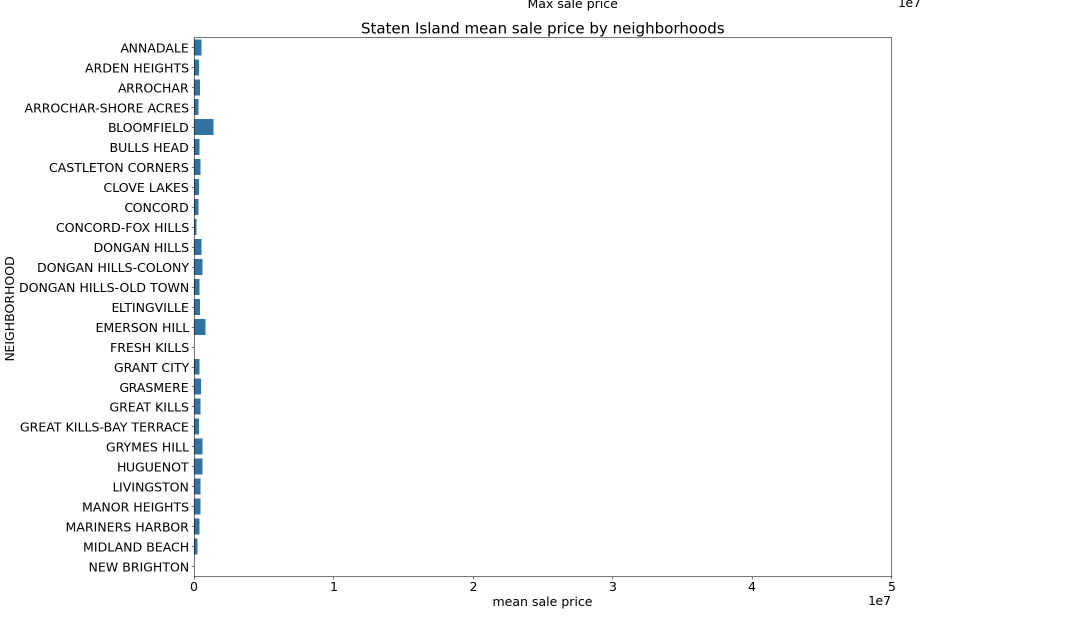 Max sale price
1e7
Staten Island mean sale price by neighborhoods
NEIGHBORHOOD
ANNADALE
ARDEN HEIGHTS
ARROCHAR
ARROCHAR-SHORE ACRES
BLOOMFIELD
BULLS HEAD
CASTLETON CORNERS
CLOVE LAKES
CONCORD
CONCORD-FOX HILLS
DONGAN HILLS
DONGAN HILLS-COLONY
DONGAN HILLS-OLD TOWN
ELTINGVILLE
EMERSON HILL
FRESH KILLS
GRANT CITY
GRASMERE
GREAT KILLS
GREAT KILLS-BAY TERRACE
GRYMES HILL
HUGUENOT
LIVINGSTON
MANOR HEIGHTS
MARINERS HARBOR
MIDLAND BEACH
NEW BRIGHTON
0 1 2 3 4 5
mean sale price
1e7